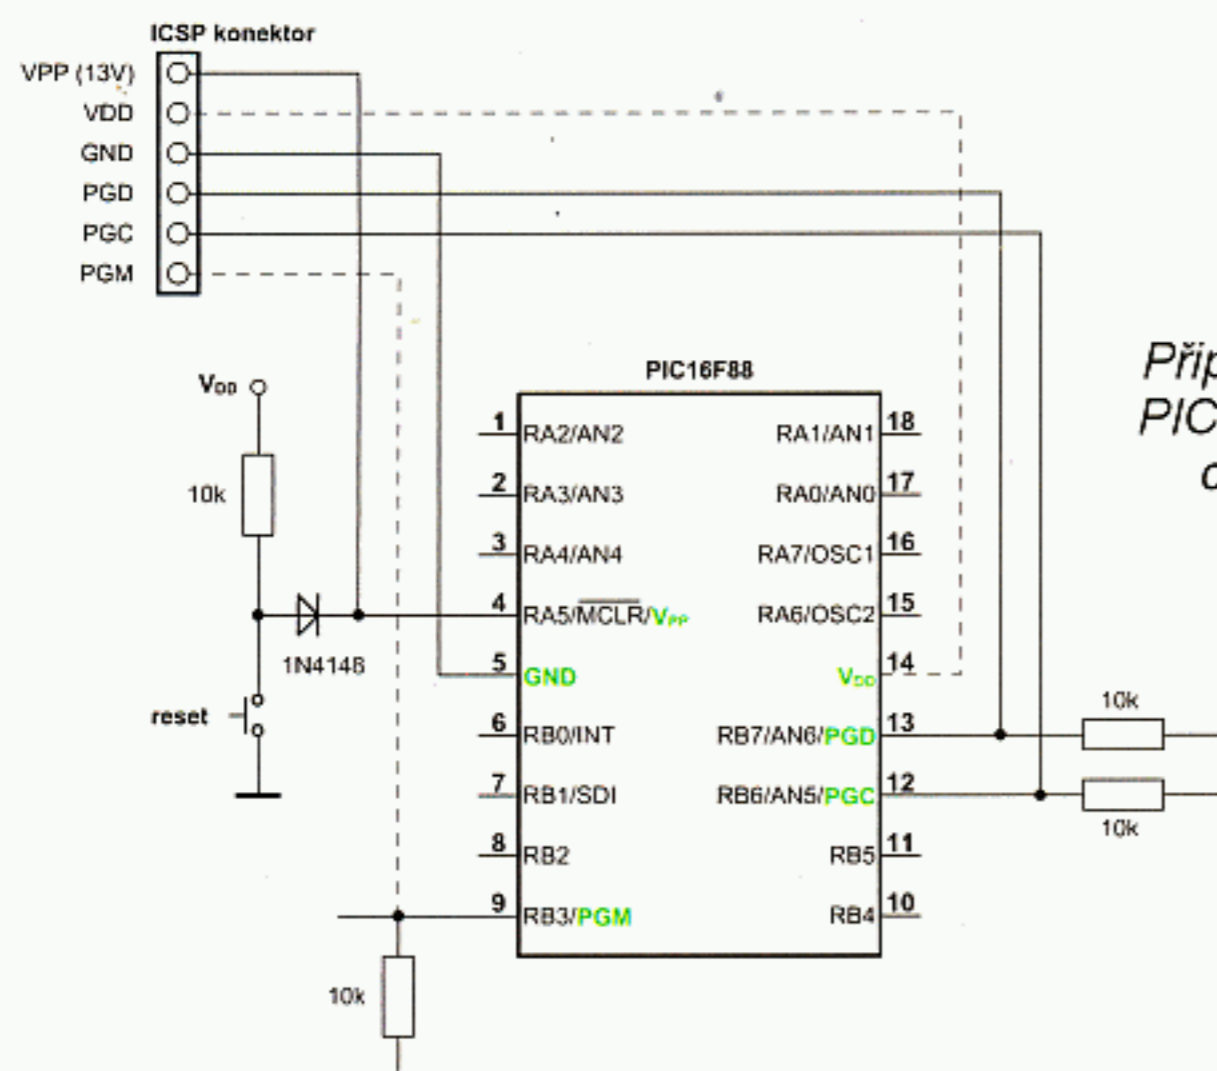 ICSP konektor
VPP (13V)
VDD
GND
PGD
PGC
PGM
VDD
10k
1N4148
reset
10k
PIC16F88
1 RA2/AN2
2 RA3/AN3
3 RA4/AN4
4 RA5/MCLR/VPP
5 GND
6 RB0/INT
7 RB1/SDI
8 RB2
9 RB3/PGM
RA1/AN1 18
RA0/AN0 17
RA7/OSC1 16
RA6/OSC2 15
VDD 14
RB7/AN6/PGD 13
RB6/AN5/PGC 12
RB5 11
RB4 10
10k
10k
PIC